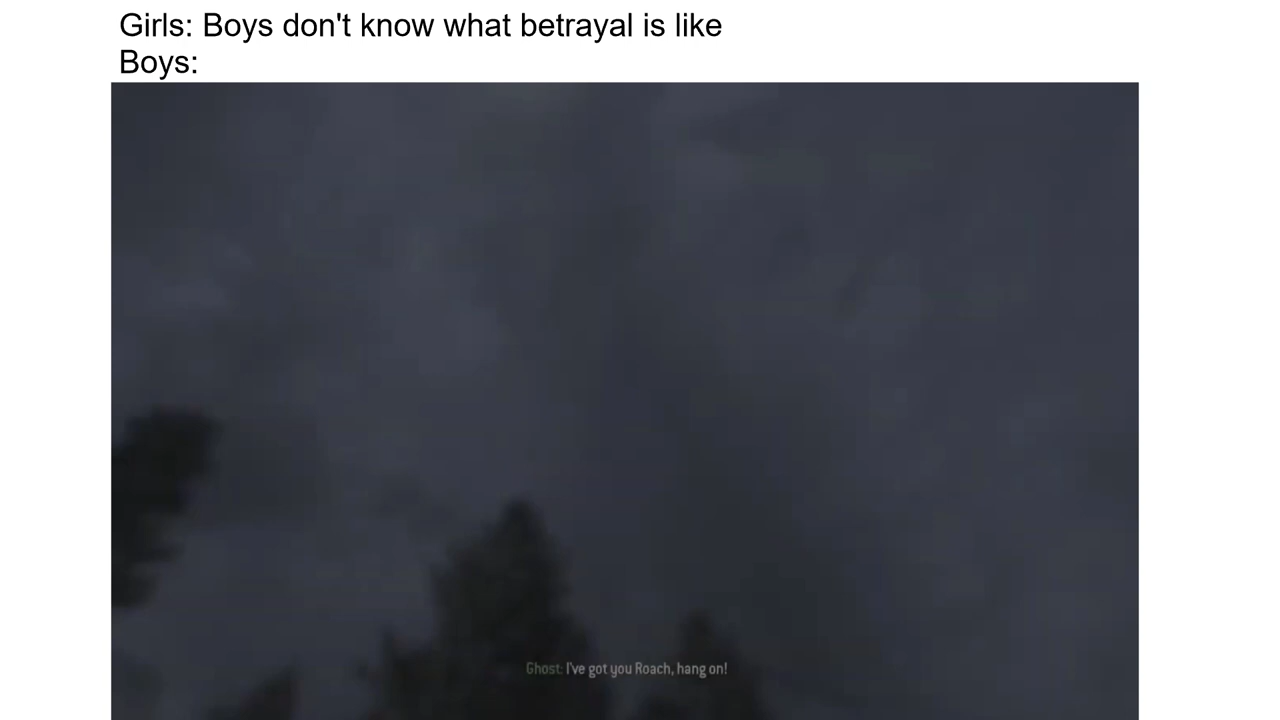 Girls: Boys don't know what betrayal is like
Boys:
Ghost: I've got you Roach, hang on!